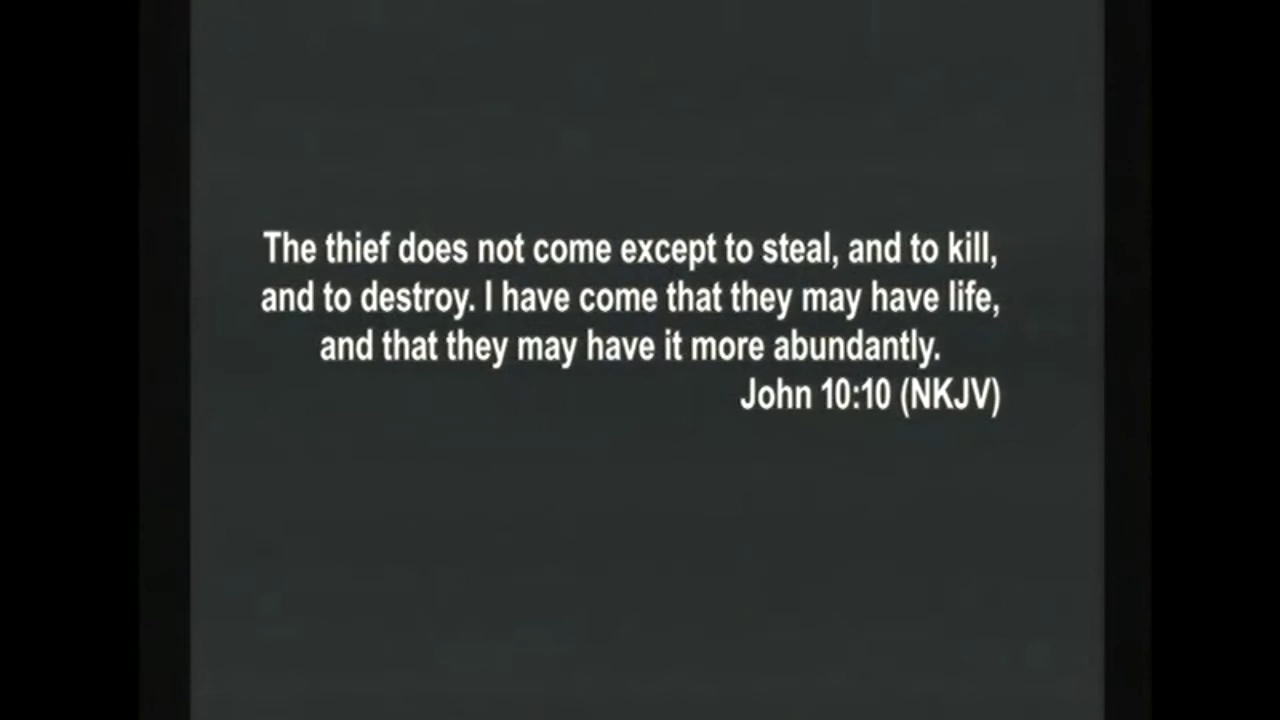 The thief does not come except to steal, and to kill,
and to destroy. I have come that they may have life,
and that they may have it more abundantly.
John 10:10 (NKJV)